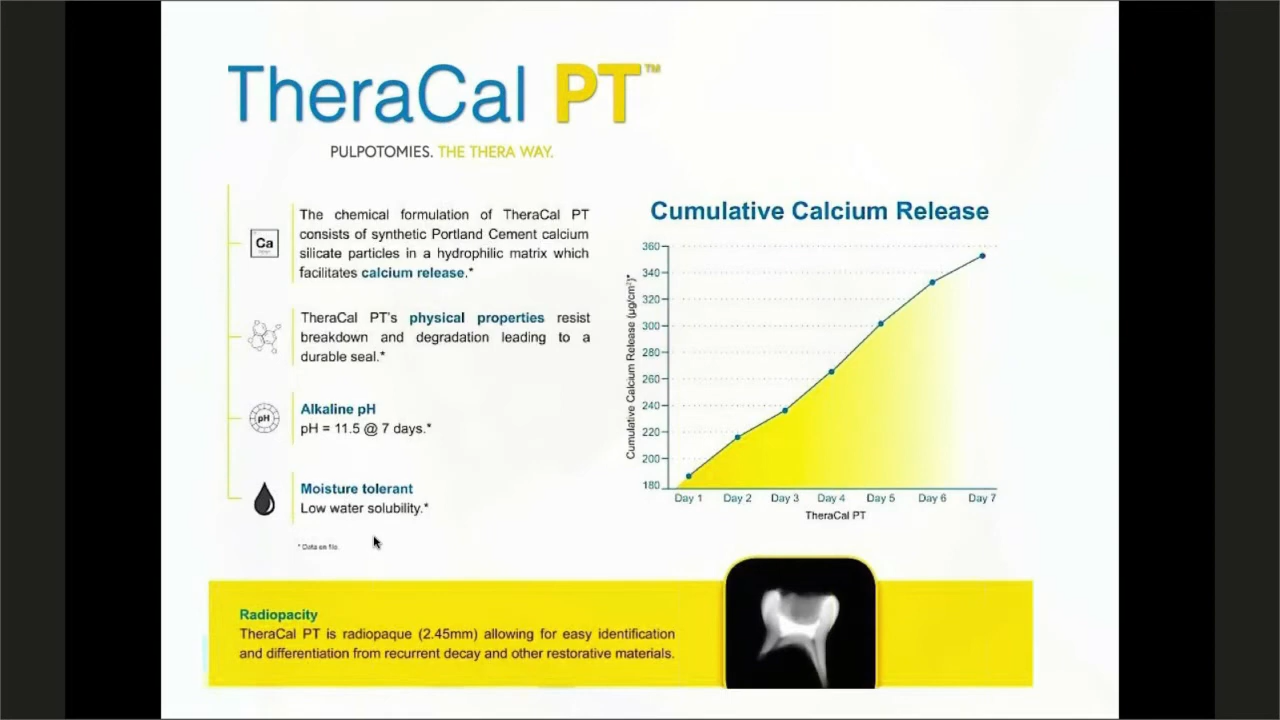 TheraCal PT™
PULPOTOMIES. THE THERA WAY.
Ca
The chemical formulation of TheraCal PT
consists of synthetic Portland Cement calcium
silicate particles in a hydrophilic matrix which
facilitates calcium release.*
TheraCal PT's physical properties resist
breakdown and degradation leading to a
durable seal.*
pH
Alkaline pH
pH = 11.5 @ 7 days.*
Moisture tolerant
Low water solubility.*
* Data on file.
Cumulative Calcium Release
Cumulative Calcium Release (µg/cm²)*
360
340
320
300
280
260
240
220
200
180
Day 1 Day 2 Day 3 Day 4 Day 5 Day 6 Day 7
TheraCal PT
Radiopacity
TheraCal PT is radiopaque (2.45mm) allowing for easy identification
and differentiation from recurrent decay and other restorative materials.